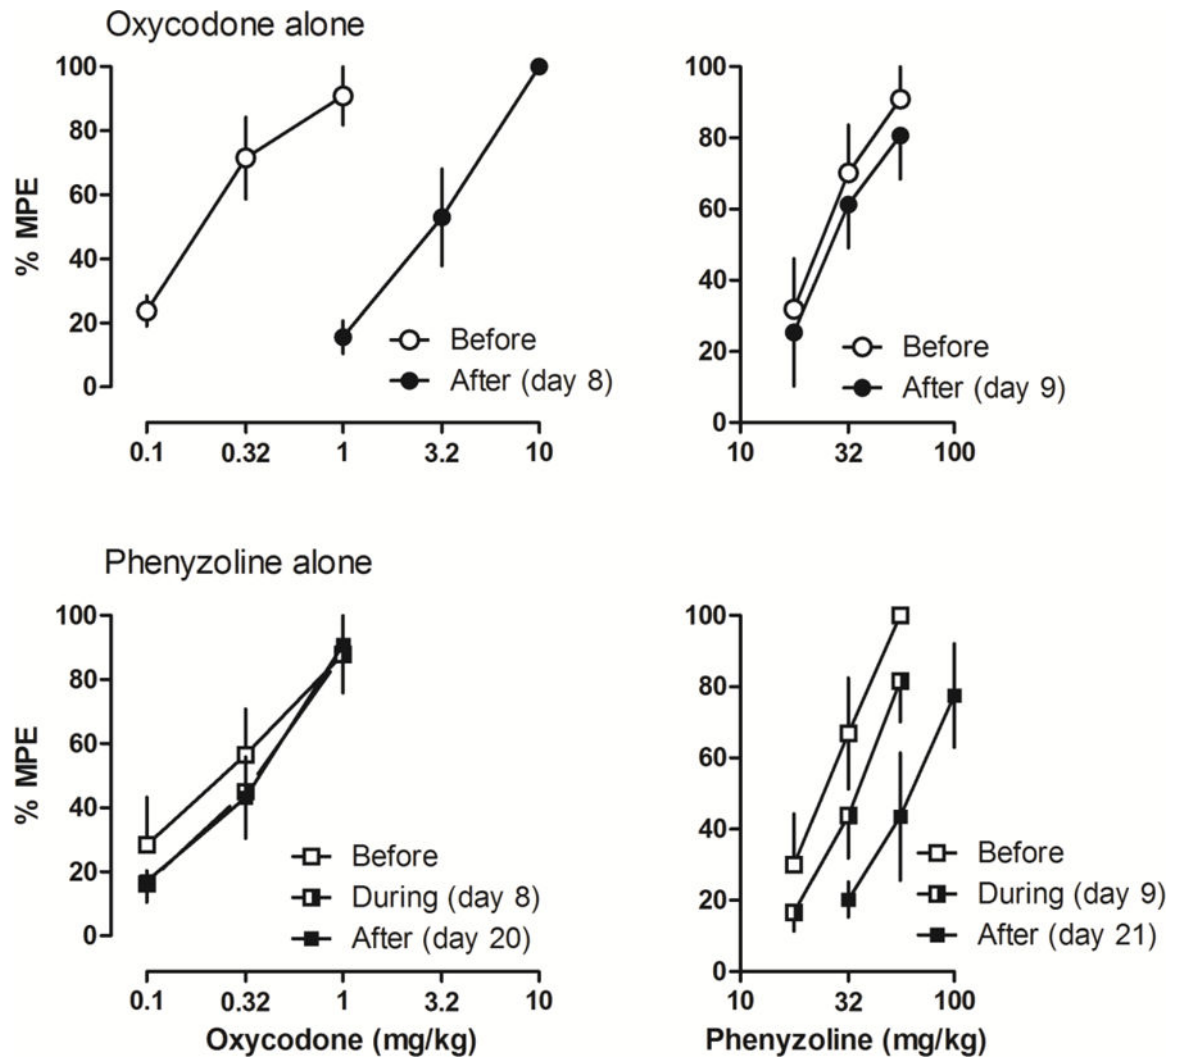 Oxycodone alone
100
80
60
40
20
0
% MPE
Before
After (day 8)
0.1 0.32 1 3.2 10
100
80
60
40
20
0
Before
After (day 9)
10 32 100
Phenyzoline alone
100
80
60
40
20
0
% MPE
Before
During (day 8)
After (day 20)
0.1 0.32 1 3.2 10
Oxycodone (mg/kg)
100
80
60
40
20
0
Before
During (day 9)
After (day 21)
10 32 100
Phenyzoline (mg/kg)